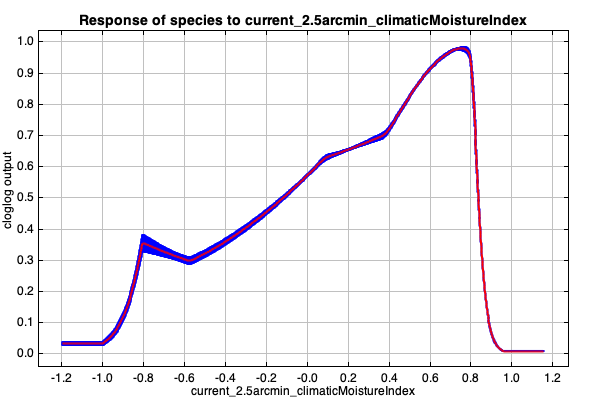 Response of species to current_2.5arcmin_climaticMoistureIndex
1.0
0.9
0.8
0.7
0.6
0.5
0.4
0.3
0.2
0.1
0.0
cloglog output
-1.2 -1.0 -0.8 -0.6 -0.4 -0.2 -0.0 0.2 0.4 0.6 0.8 1.0 1.2
current_2.5arcmin_climaticMoistureIndex